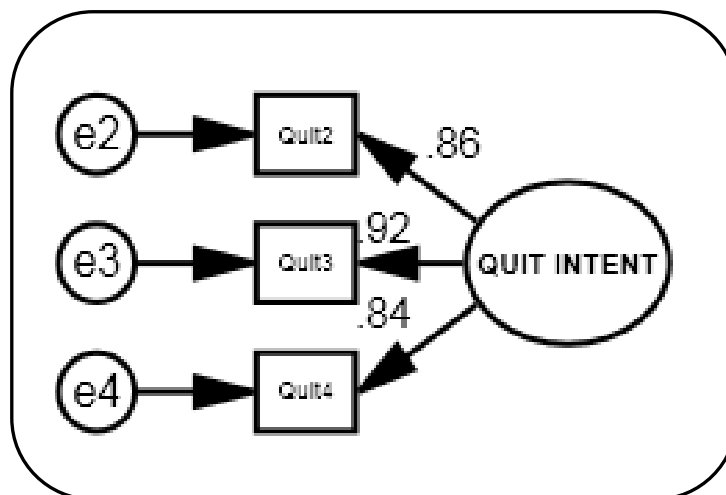 e2
Quit2
.86
e3
Quit3
.92
QUIT INTENT
.84
e4
Quit4